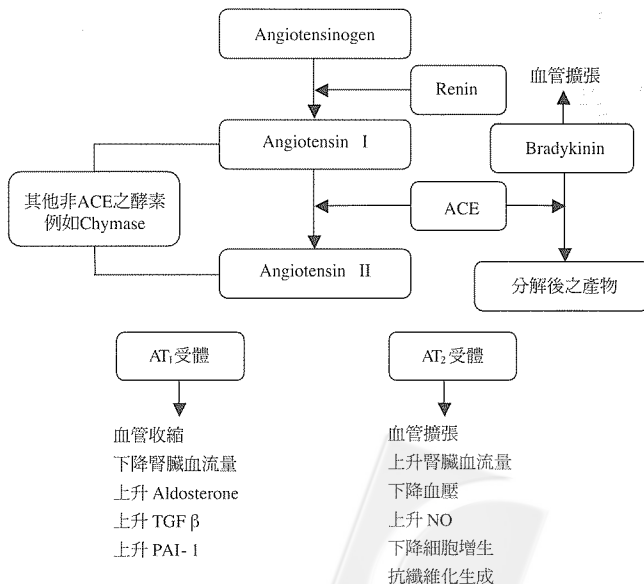 Angiotensinogen
血管擴張
Renin
Angiotensin I
Bradykinin
其他非ACE之酵素
例如Chymase
ACE
Angiotensin II
分解後之產物
AT₁受體
血管收縮
下降腎臟血流量
上升 Aldosterone
上升 TGF β
上升 PAI- 1
AT₂受體
血管擴張
上升腎臟血流量
下降血壓
上升 NO
下降細胞增生
抗纖維化生成